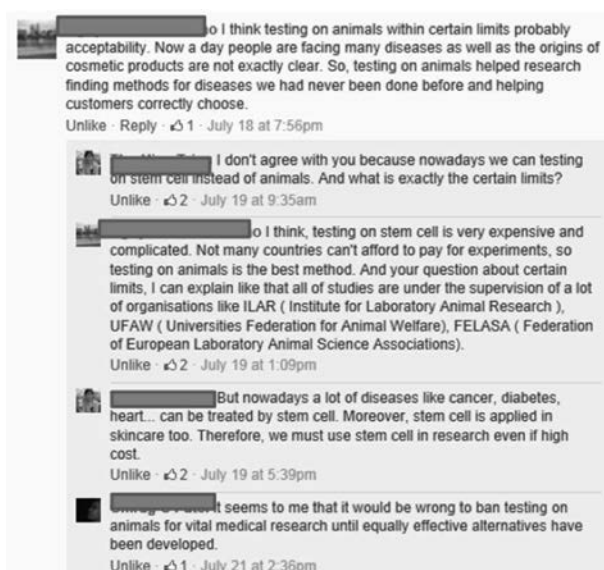 I think testing on animals within certain limits probably
acceptability. Now a day people are facing many diseases as well as the origins of
cosmetic products are not exactly clear. So, testing on animals helped research
finding methods for diseases we had never been done before and helping
customers correctly choose.
Unlike · Reply · 1 · July 18 at 7:56pm
I don't agree with you because nowadays we can testing
on stem cell instead of animals. And what is exactly the certain limits?
Unlike · 2 · July 19 at 9:35am
I think, testing on stem cell is very expensive and
complicated. Not many countries can't afford to pay for experiments, so
testing on animals is the best method. And your question about certain
limits, I can explain like that all of studies are under the supervision of a lot
of organisations like ILAR ( Institute for Laboratory Animal Research ),
UFAW ( Universities Federation for Animal Welfare), FELASA ( Federation
of European Laboratory Animal Science Associations).
Unlike · 2 · July 19 at 1:09pm
But nowadays a lot of diseases like cancer, diabetes,
heart... can be treated by stem cell. Moreover, stem cell is applied in
skincare too. Therefore, we must use stem cell in research even if high
cost.
Unlike · 2 · July 19 at 5:39pm
It seems to me that it would be wrong to ban testing on
animals for vital medical research until equally effective alternatives have
been developed.
Unlike · 1 · July 21 at 2:36pm